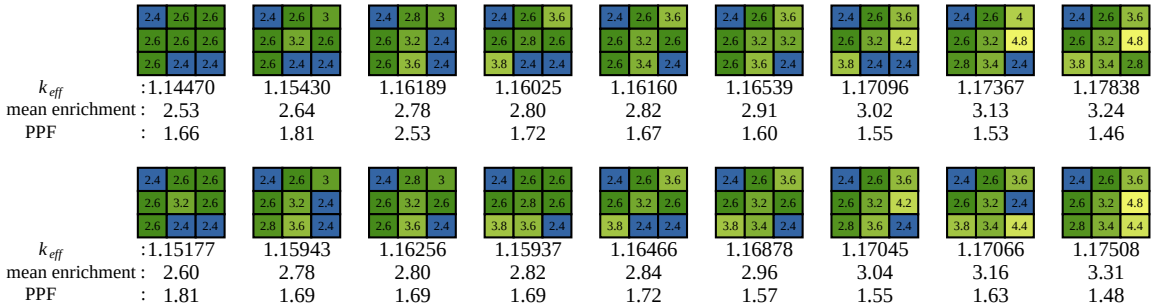 2.4 2.6 2.6 2.4 2.6 3 2.4 2.8 3 2.4 2.6 3.6 2.4 2.6 3.6 2.4 2.6 3.6 2.4 2.6 3.6 2.4 2.6 4 2.4 2.6 3.6
2.6 2.6 2.6 2.6 3.2 2.6 2.6 3.2 2.4 2.6 2.8 2.6 2.6 3.2 2.6 2.6 3.2 3.2 2.6 3.2 4.2 2.6 3.2 4.8 2.6 3.2 4.8
2.6 2.4 2.4 2.6 2.4 2.4 2.6 3.6 2.4 3.8 2.4 2.4 2.6 3.4 2.4 2.6 3.6 2.4 3.8 2.4 2.4 2.8 3.4 2.4 3.8 3.4 2.8
keff :1.14470 1.15430 1.16189 1.16025 1.16160 1.16539 1.17096 1.17367 1.17838
mean enrichment : 2.53 2.64 2.78 2.80 2.82 2.91 3.02 3.13 3.24
PPF : 1.66 1.81 2.53 1.72 1.67 1.60 1.55 1.53 1.46
2.4 2.6 2.6 2.4 2.6 3 2.4 2.8 3 2.4 2.6 2.6 2.4 2.6 3.6 2.4 2.6 3.6 2.4 2.6 3.6 2.4 2.6 3.6 2.4 2.6 3.6
2.6 3.2 2.6 2.6 3.2 2.4 2.6 3.2 2.6 2.6 2.6 2.6 2.6 3.2 2.6 2.6 3.2 2.6 2.6 3.2 4.2 2.6 3.2 2.4 2.6 3.2 4.8
2.6 2.4 2.4 2.8 3.6 2.4 2.6 3.6 2.4 3.8 3.6 2.4 3.8 2.4 2.4 3.8 3.4 2.4 2.8 3.6 2.4 3.8 3.4 4.4 2.8 3.4 4.4
keff :1.15177 1.15943 1.16256 1.15937 1.16466 1.16878 1.17045 1.17066 1.17508
mean enrichment : 2.60 2.78 2.80 2.82 2.84 2.96 3.04 3.16 3.31
PPF : 1.81 1.69 1.69 1.69 1.72 1.57 1.55 1.63 1.48